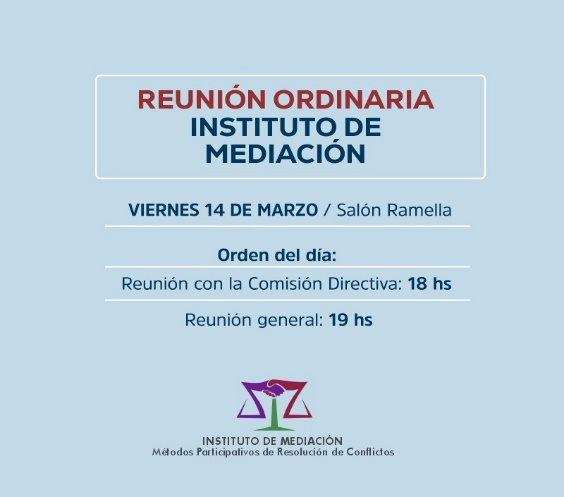 REUNIÓN ORDINARIA
INSTITUTO DE
MEDIACIÓN
VIERNES 14 DE MARZO / Salón Ramella
Orden del día:
Reunión con la Comisión Directiva: 18 hs
Reunión general: 19 hs
INSTITUTO DE MEDIACIÓN
Métodos Participativos de Resolución de Conflictos